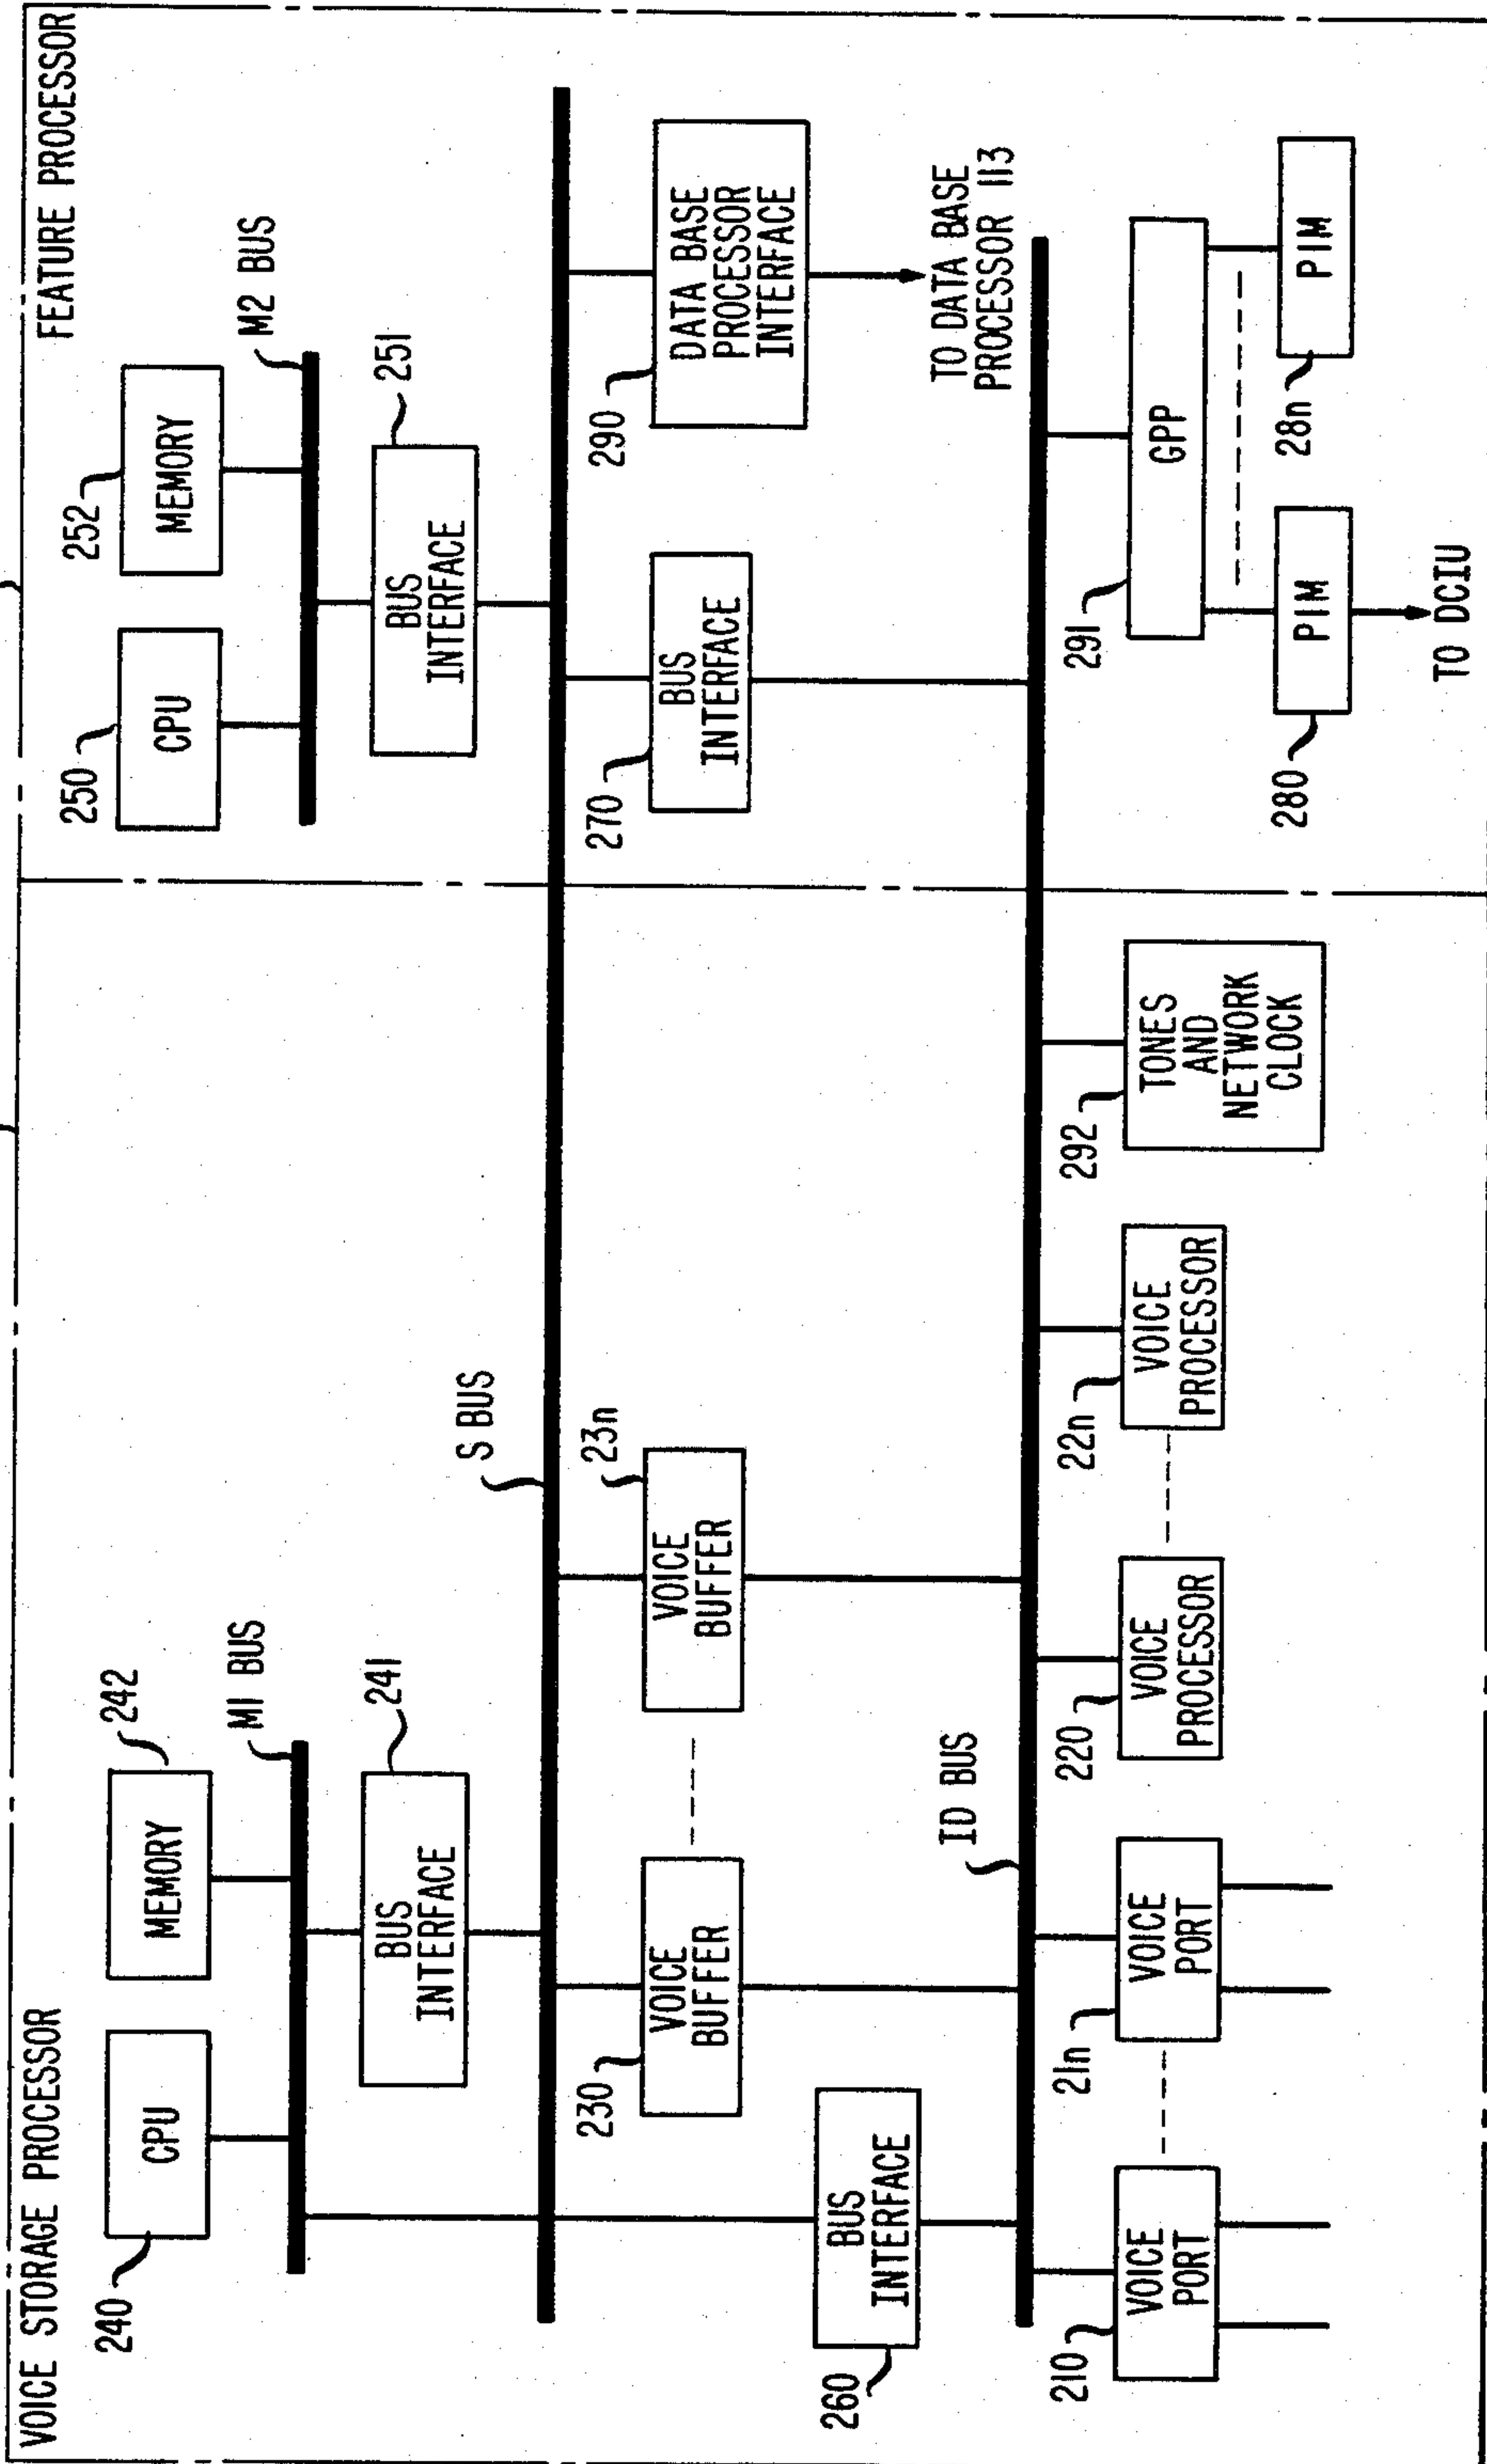 VOICE STORAGE PROCESSOR
FEATURE PROCESSOR
240
CPU
MEMORY
242
M1 BUS
BUS
INTERFACE
241
250
CPU
252
MEMORY
M2 BUS
BUS
INTERFACE
251
S BUS
230
VOICE
BUFFER
VOICE
BUFFER
23n
270
BUS
INTERFACE
290
DATA BASE
PROCESSOR
INTERFACE
TO DATA BASE
PROCESSOR 113
260
BUS
INTERFACE
ID BUS
210
VOICE
PORT
21n
VOICE
PORT
220
VOICE
PROCESSOR
22n
VOICE
PROCESSOR
292
TONES
AND
NETWORK
CLOCK
291
GPP
280
PIM
28n
PIM
TO DCIU